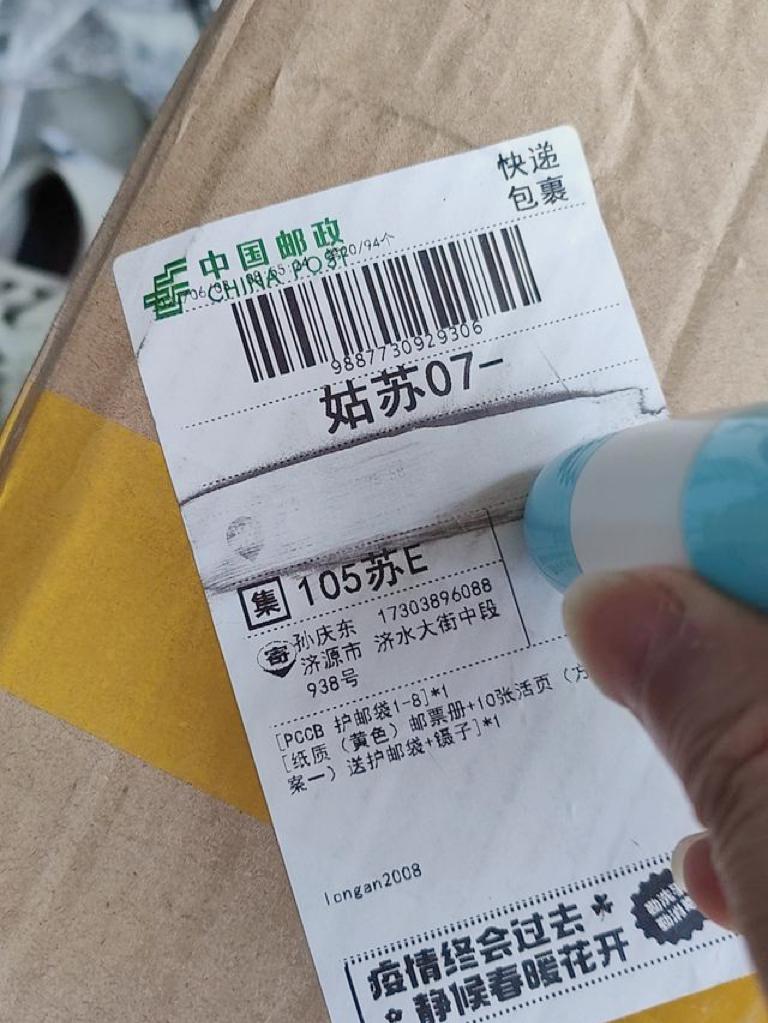 快递
包裹
中国邮政
CHINA POST
9887730929306
姑苏07-
集 105苏E
寄 孙庆东 17303896088
济源市 济水大街中段
938号
[PCCB 护邮袋1-8]*1
[纸质（黄色）邮票册+10张活页（方
案一）送护邮袋+镊子]*1
longan2008
疫情终会过去
静候春暖花开